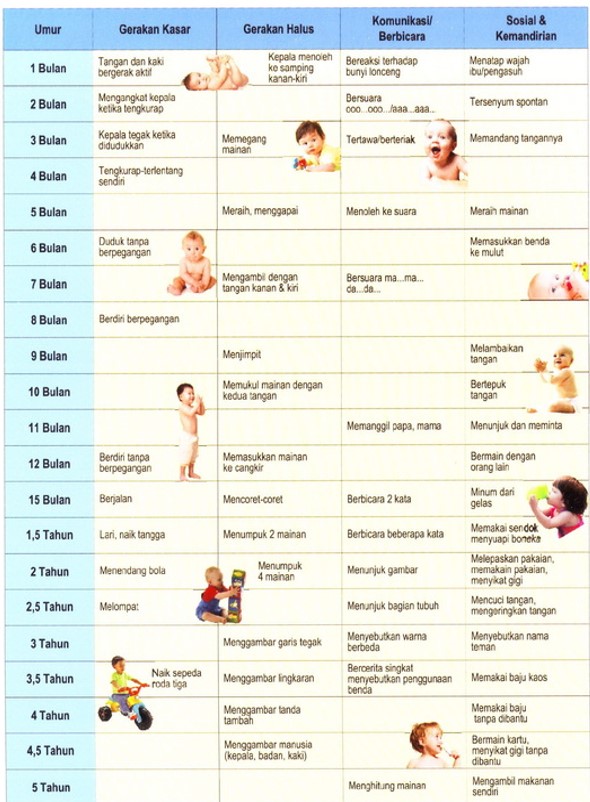 Umur
Gerakan Kasar
Gerakan Halus
Komunikasi/
Berbicara
Sosial &
Kemandirian
1 Bulan
Tangan dan kaki
bergerak aktif
Kepala menoleh
ke samping
kanan-kiri
Bereaksi terhadap
bunyi lonceng
Menatap wajah
ibu/pengasuh
2 Bulan
Mengangkat kepala
ketika tengkurap
Bersuara
ooo...ooo.../aaa...aaa...
Tersenyum spontan
3 Bulan
Kepala tegak ketika
didudukkan
Memegang
mainan
Tertawa/berteriak
Memandang tangannya
4 Bulan
Tengkurap-terlentang
sendiri
5 Bulan
Meraih, menggapai
Menoleh ke suara
Meraih mainan
6 Bulan
Duduk tanpa
berpegangan
Memasukkan benda
ke mulut
7 Bulan
Mengambil dengan
tangan kanan & kiri
Bersuara ma...ma...
da...da...
8 Bulan
Berdiri berpegangan
9 Bulan
Menjimpit
Melambaikan
tangan
10 Bulan
Memukul mainan dengan
kedua tangan
Bertepuk
tangan
11 Bulan
Memanggil papa, mama
Menunjuk dan meminta
12 Bulan
Berdiri tanpa
berpegangan
Memasukkan mainan
ke cangkir
Bermain dengan
orang lain
15 Bulan
Berjalan
Mencoret-coret
Berbicara 2 kata
Minum dari
gelas
1,5 Tahun
Lari, naik tangga
Menumpuk 2 mainan
Berbicara beberapa kata
Memakai sendok
menyuapi boneka
2 Tahun
Menendang bola
Menumpuk
4 mainan
Menunjuk gambar
Melepaskan pakaian,
memakain pakaian,
menyikat gigi
2,5 Tahun
Melompat
Menunjuk bagian tubuh
Mencuci tangan,
mengeringkan tangan
3 Tahun
Menggambar garis tegak
Menyebutkan warna
berbeda
Menyebutkan nama
teman
3,5 Tahun
Naik sepeda
roda tiga
Menggambar lingkaran
Bercerita singkat
menyebutkan penggunaan
benda
Memakai baju kaos
4 Tahun
Menggambar tanda
tambah
Memakai baju
tanpa dibantu
4,5 Tahun
Menggambar manusia
(kepala, badan, kaki)
Bermain kartu,
menyikat gigi tanpa
dibantu
5 Tahun
Menghitung mainan
Mengambil makanan
sendiri